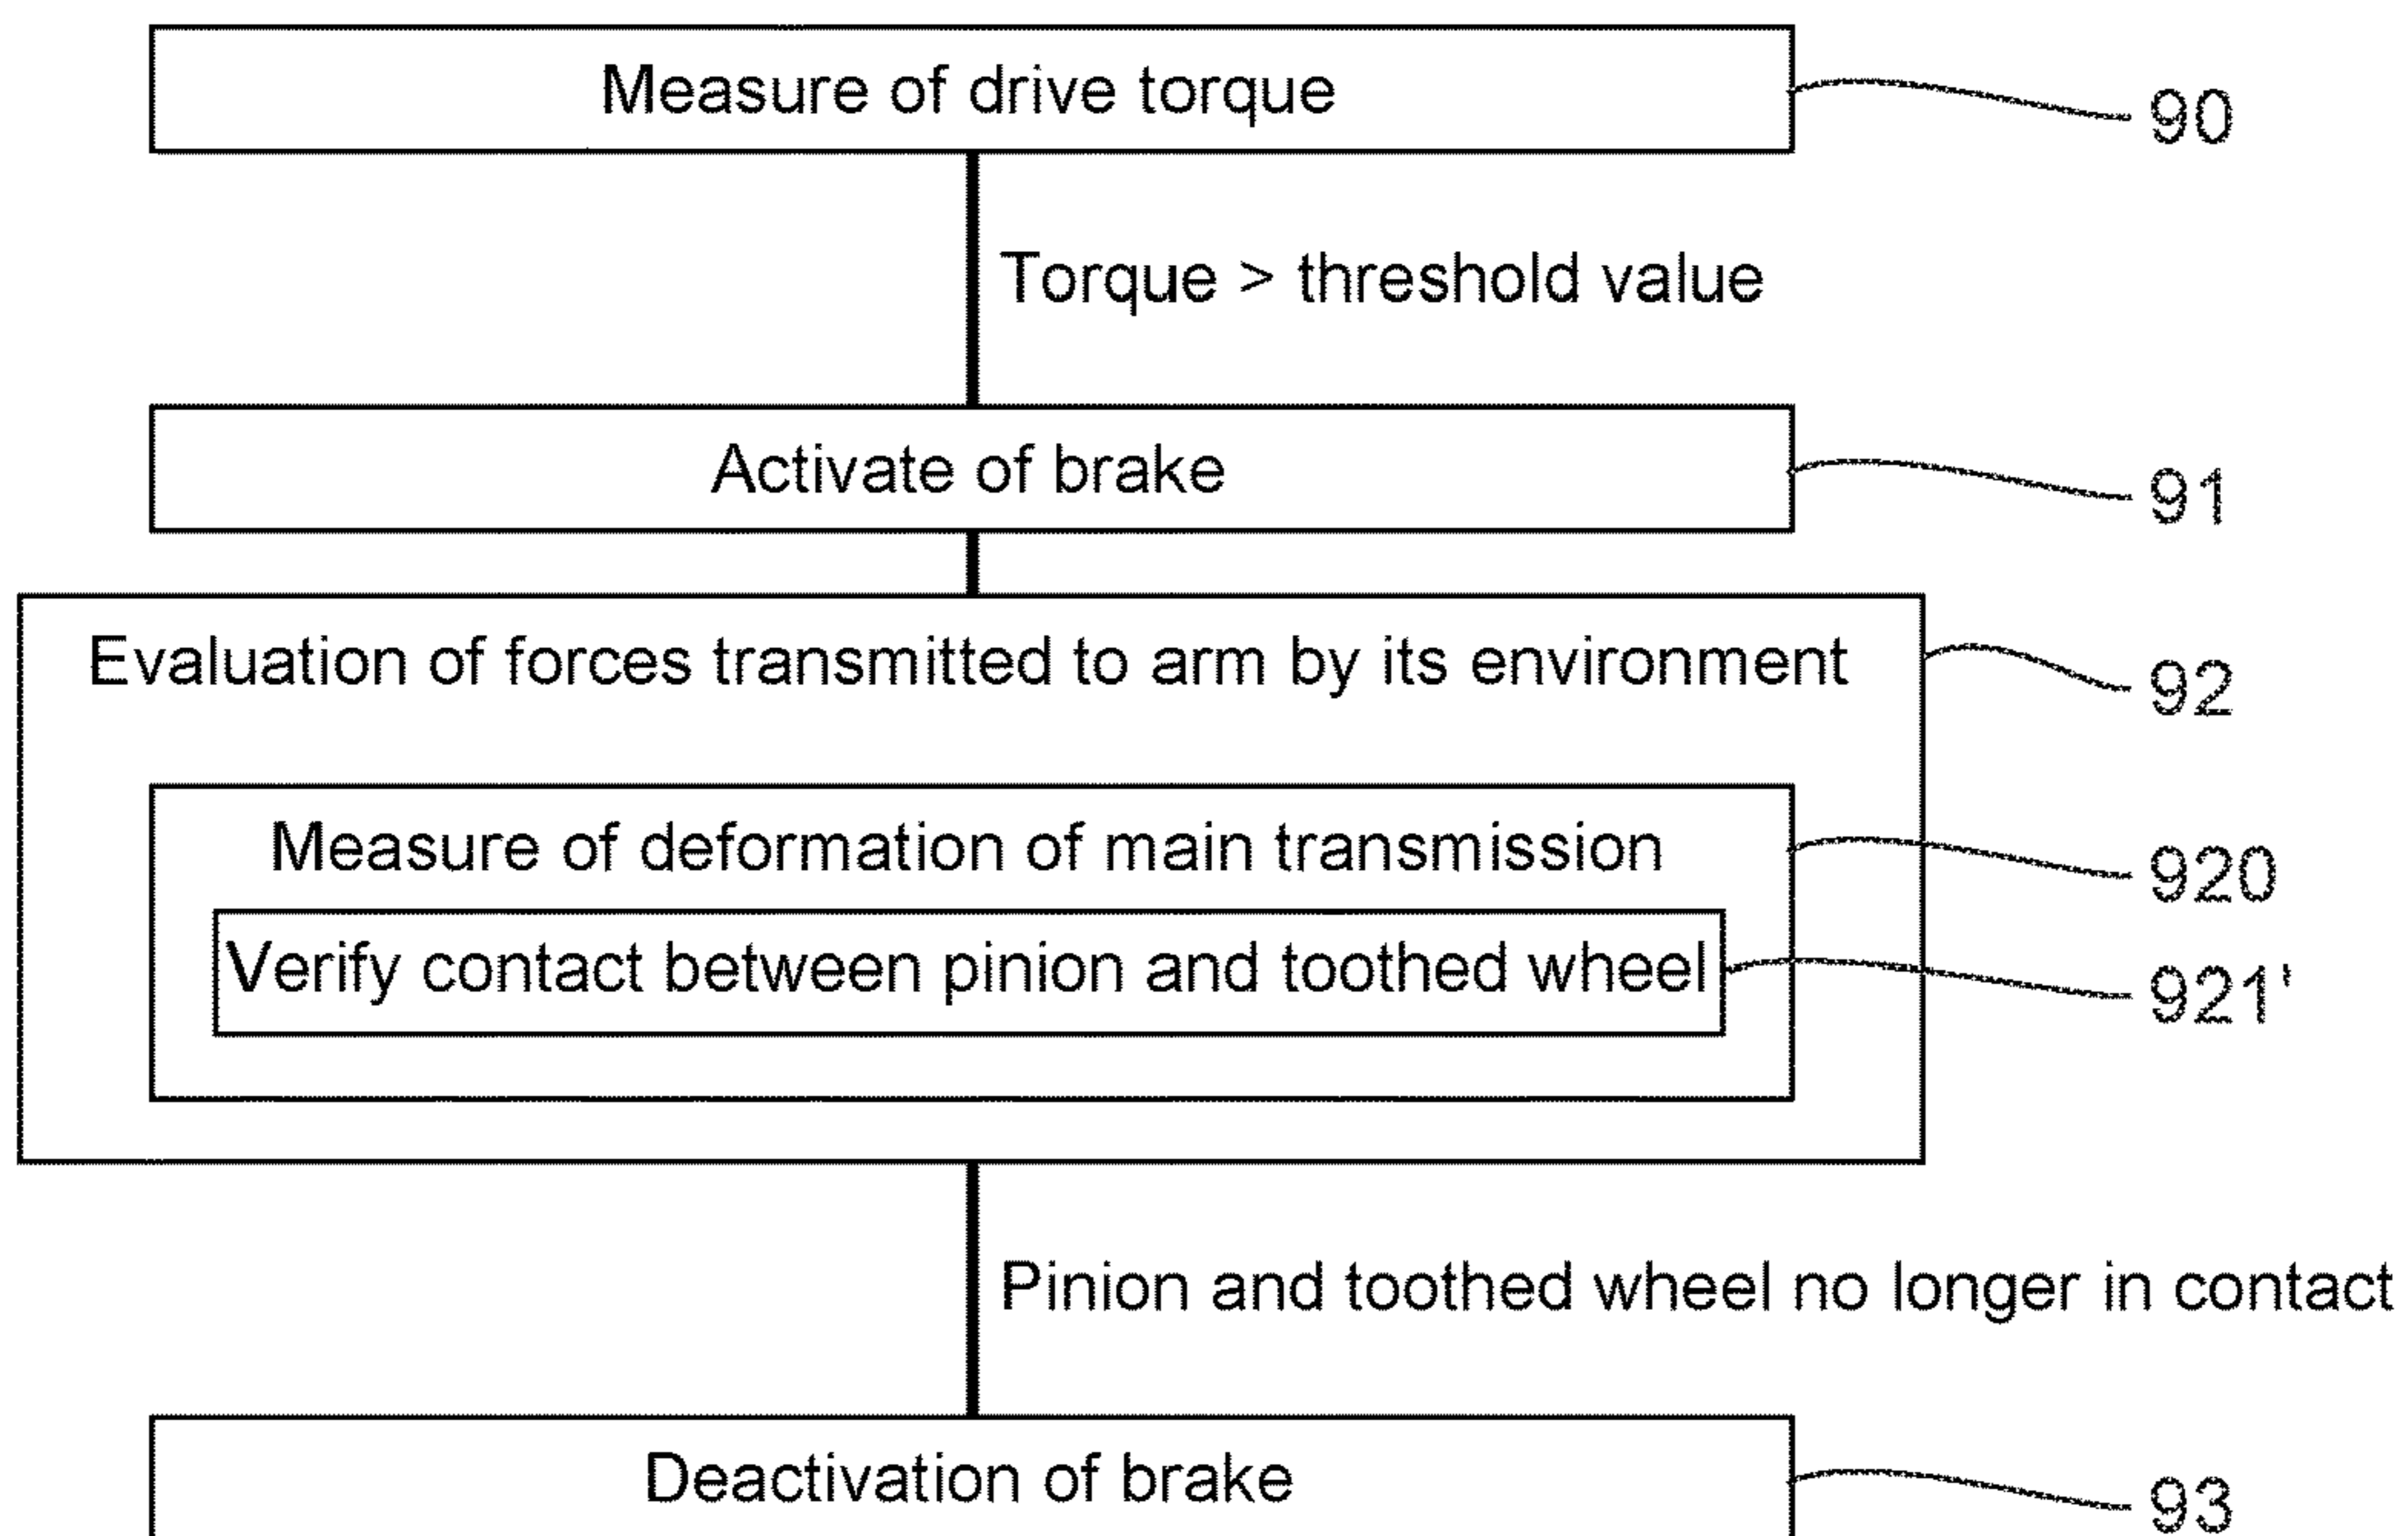 Measure of drive torque
90
Torque > threshold value
Activate of brake
91
Evaluation of forces transmitted to arm by its environment
92
Measure of deformation of main transmission
920
Verify contact between pinion and toothed wheel
921'
Pinion and toothed wheel no longer in contact
Deactivation of brake
93